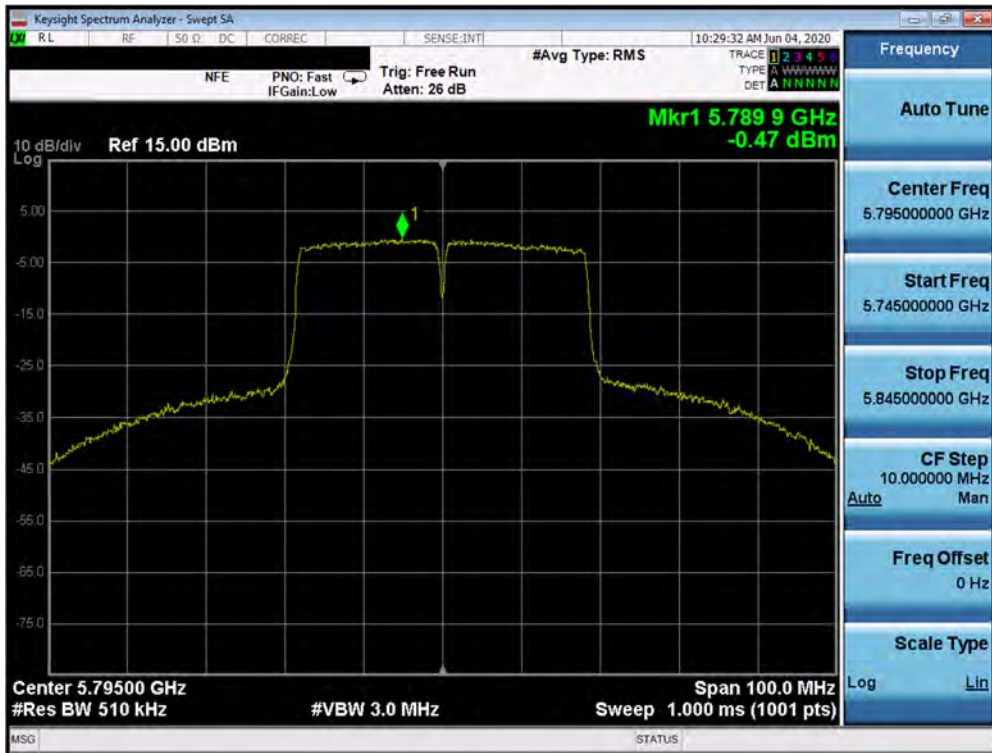 Keysight Spectrum Analyzer - Swept SA
LXI RL RF 50 Ω DC CORREC SENSE:INT 10:29:32 AM Jun 04, 2020
Frequency
#Avg Type: RMS
TRACE 1 2 3 4 5 6
NFE PNO: Fast Trig: Free Run
TYPE A WWWWW
IFGain:Low Atten: 26 dB
DET A N N N N N
Auto Tune
Mkr1 5.789 9 GHz
-0.47 dBm
10 dB/div Ref 15.00 dBm
Log
5.00
-5.00
-15.0
-25.0
-35.0
-45.0
-55.0
-65.0
-75.0
1
Center Freq
5.795000000 GHz
Start Freq
5.745000000 GHz
Stop Freq
5.845000000 GHz
CF Step
10.000000 MHz
Auto Man
Freq Offset
0 Hz
Scale Type
Log Lin
Center 5.79500 GHz Span 100.0 MHz
#Res BW 510 kHz #VBW 3.0 MHz Sweep 1.000 ms (1001 pts)
MSG STATUS